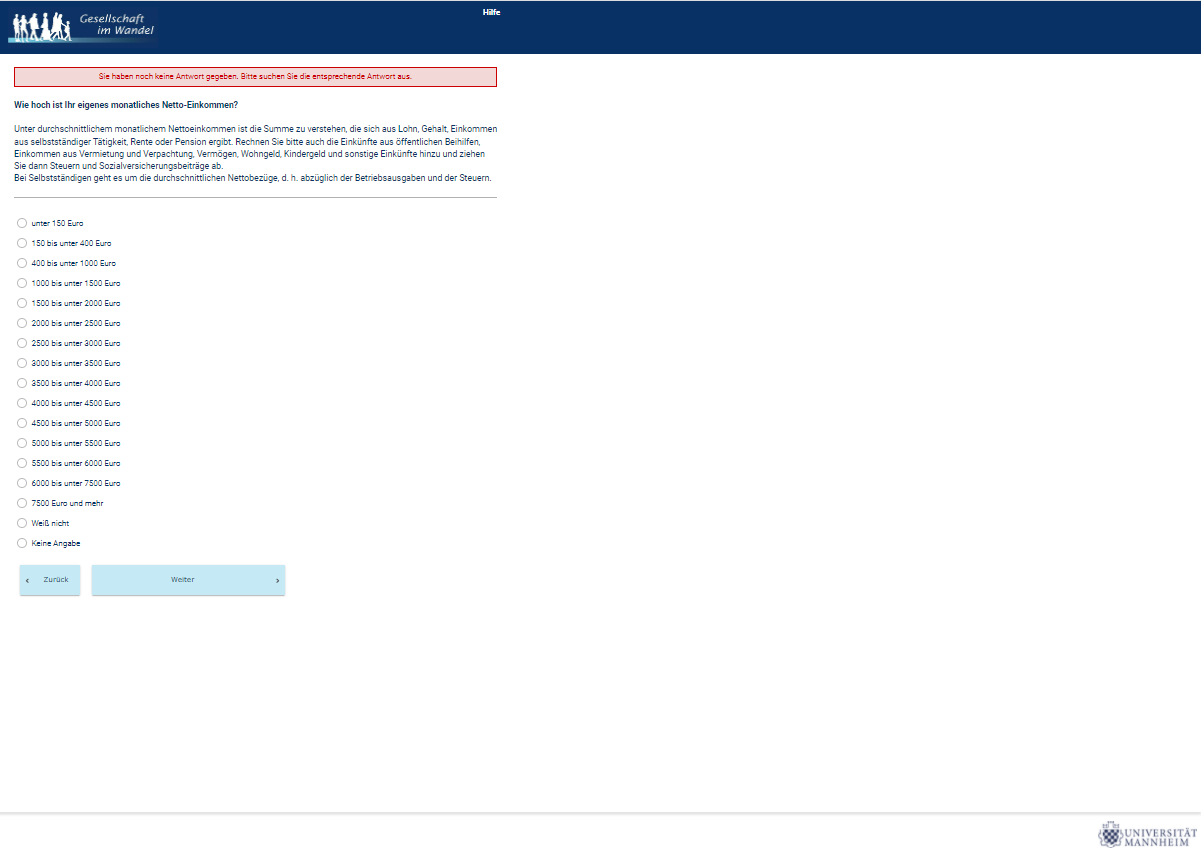 Gesellschaft
im Wandel
Hilfe
Sie haben noch keine Antwort gegeben. Bitte suchen Sie die entsprechende Antwort aus.
Wie hoch ist Ihr eigenes monatliches Netto-Einkommen?
Unter durchschnittlichem monatlichem Nettoeinkommen ist die Summe zu verstehen, die sich aus Lohn, Gehalt, Einkommen
aus selbstständiger Tätigkeit, Rente oder Pension ergibt. Rechnen Sie bitte auch die Einkünfte aus öffentlichen Beihilfen,
Einkommen aus Vermietung und Verpachtung, Vermögen, Wohngeld, Kindergeld und sonstige Einkünfte hinzu und ziehen
Sie dann Steuern und Sozialversicherungsbeiträge ab.
Bei Selbstständigen geht es um die durchschnittlichen Nettobezüge, d. h. abzüglich der Betriebsausgaben und der Steuern.
unter 150 Euro
150 bis unter 400 Euro
400 bis unter 1000 Euro
1000 bis unter 1500 Euro
1500 bis unter 2000 Euro
2000 bis unter 2500 Euro
2500 bis unter 3000 Euro
3000 bis unter 3500 Euro
3500 bis unter 4000 Euro
4000 bis unter 4500 Euro
4500 bis unter 5000 Euro
5000 bis unter 5500 Euro
5500 bis unter 6000 Euro
6000 bis unter 7500 Euro
7500 Euro und mehr
Weiß nicht
Keine Angabe
‹ Zurück
Weiter ›
UNIVERSITÄT
MANNHEIM